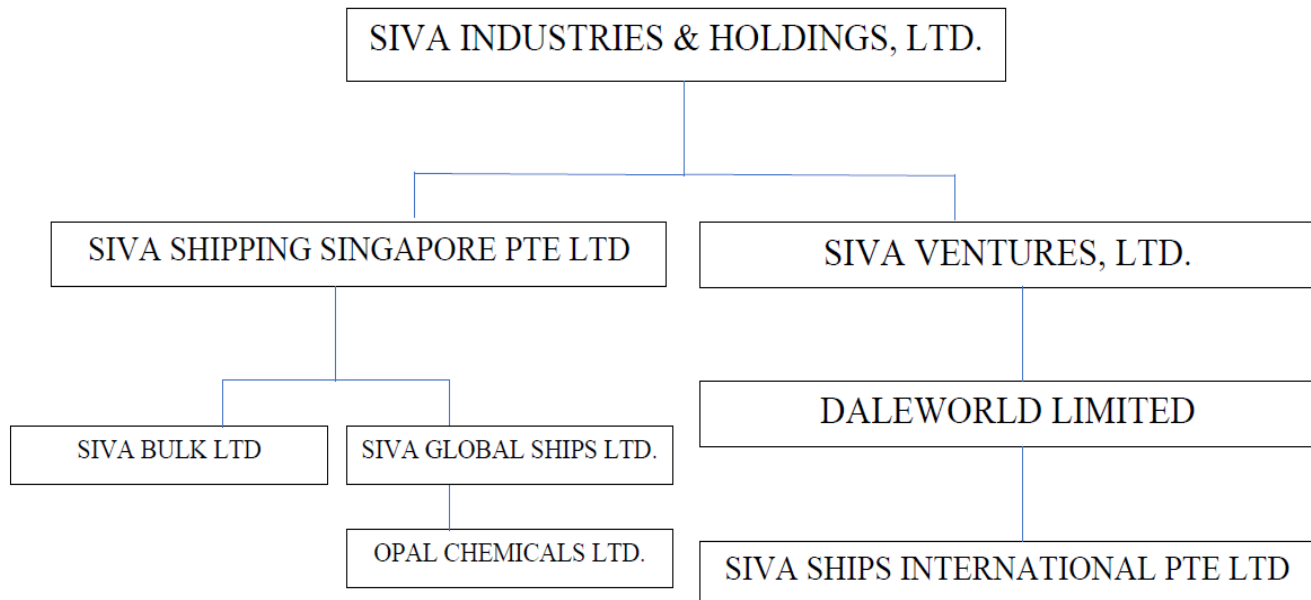 SIVA INDUSTRIES & HOLDINGS, LTD.
SIVA SHIPPING SINGAPORE PTE LTD
SIVA VENTURES, LTD.
SIVA BULK LTD
SIVA GLOBAL SHIPS LTD.
DALEWORLD LIMITED
OPAL CHEMICALS LTD.
SIVA SHIPS INTERNATIONAL PTE LTD